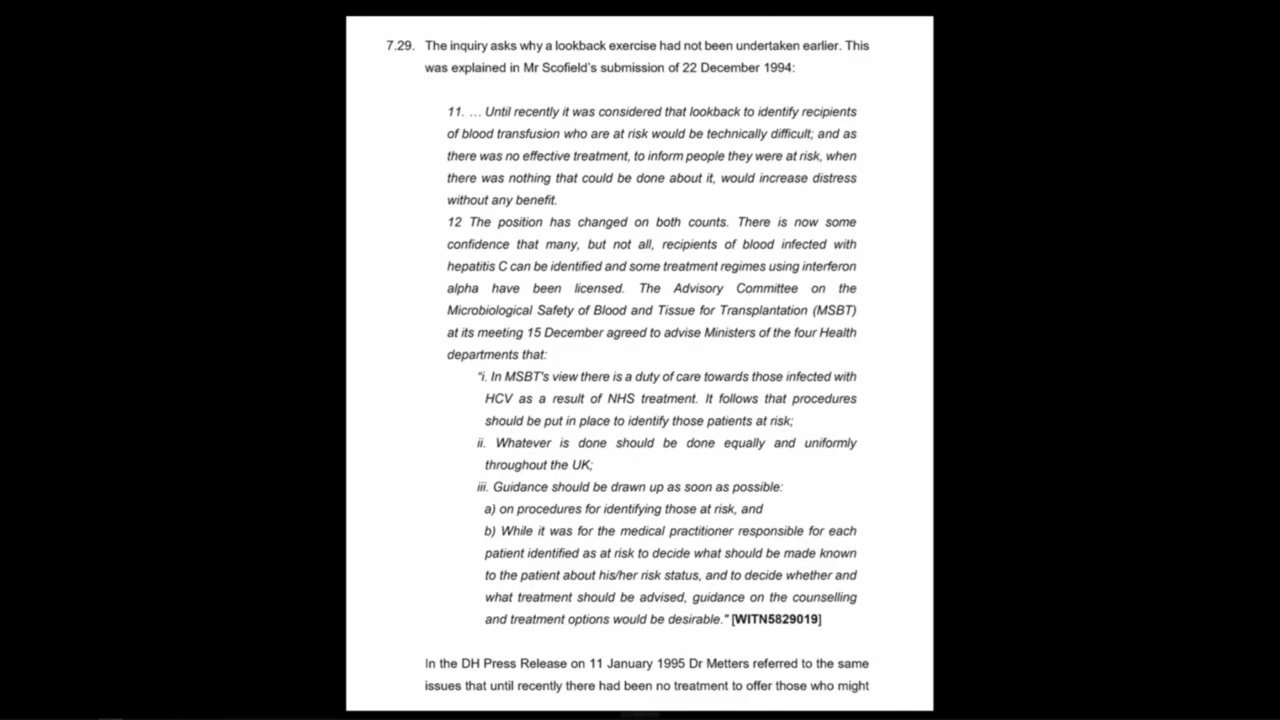 7.29. The inquiry asks why a lookback exercise had not been undertaken earlier. This
was explained in Mr Scofield's submission of 22 December 1994:
11. … Until recently it was considered that lookback to identify recipients
of blood transfusion who are at risk would be technically difficult; and as
there was no effective treatment, to inform people they were at risk, when
there was nothing that could be done about it, would increase distress
without any benefit.
12 The position has changed on both counts. There is now some
confidence that many, but not all, recipients of blood infected with
hepatitis C can be identified and some treatment regimes using interferon
alpha have been licensed. The Advisory Committee on the
Microbiological Safety of Blood and Tissue for Transplantation (MSBT)
at its meeting 15 December agreed to advise Ministers of the four Health
departments that:
"i. In MSBT's view there is a duty of care towards those infected with
HCV as a result of NHS treatment. It follows that procedures
should be put in place to identify those patients at risk;
ii. Whatever is done should be done equally and uniformly
throughout the UK;
iii. Guidance should be drawn up as soon as possible:
a) on procedures for identifying those at risk, and
b) While it was for the medical practitioner responsible for each
patient identified as at risk to decide what should be made known
to the patient about his/her risk status, and to decide whether and
what treatment should be advised, guidance on the counselling
and treatment options would be desirable." [WITN5829019]
In the DH Press Release on 11 January 1995 Dr Metters referred to the same
issues that until recently there had been no treatment to offer those who might